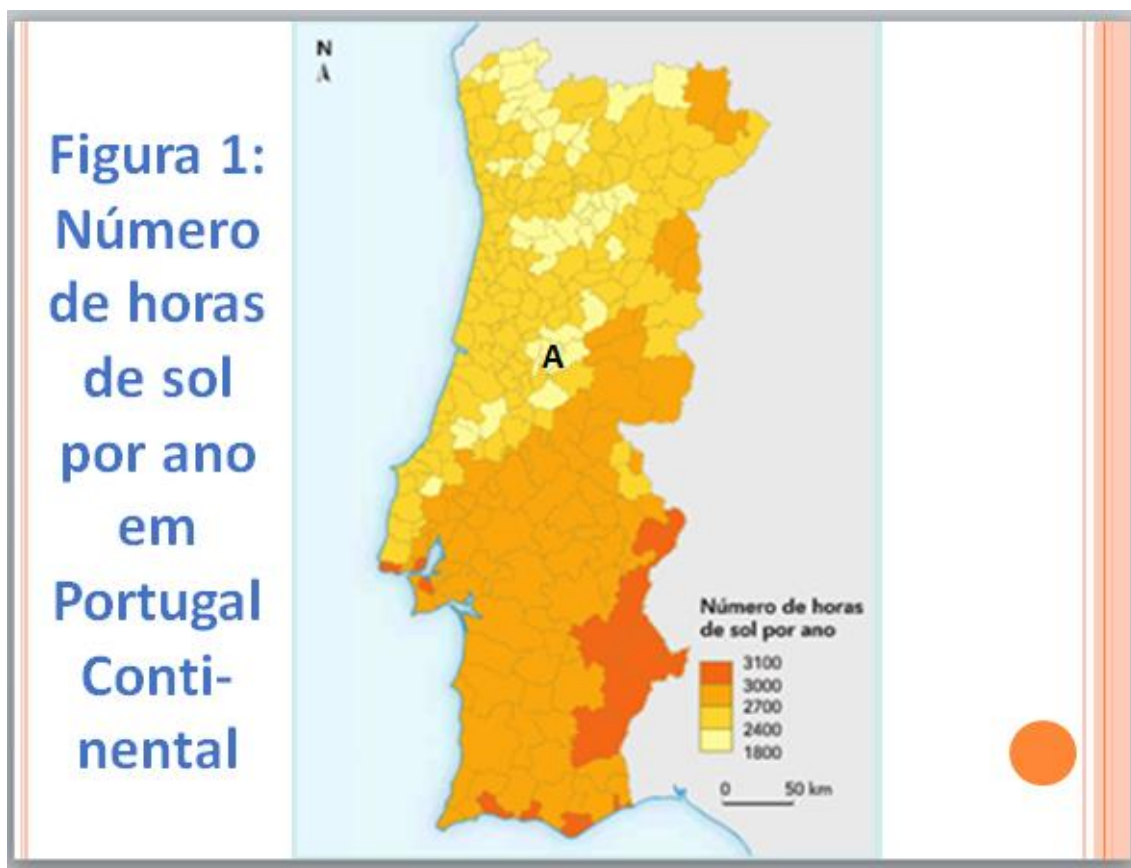 Figura 1:
Número
de horas
de sol
por ano
em
Portugal
Conti-
nental
N
A
Número de horas
de sol por ano
3100
3000
2700
2400
1800
0 50 km